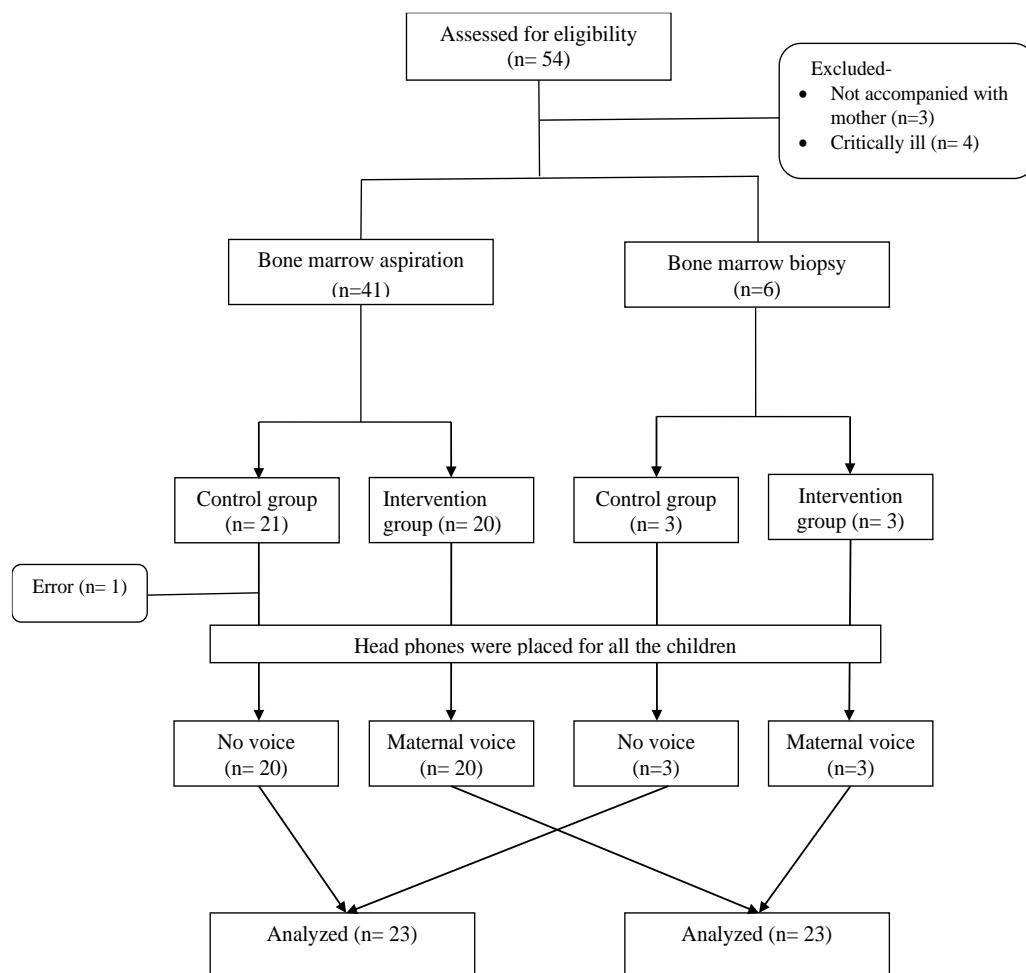 Assessed for eligibility
(n= 54)
Excluded-
• Not accompanied with
mother (n=3)
• Critically ill (n= 4)
Bone marrow aspiration
(n=41)
Bone marrow biopsy
(n=6)
Control group
(n= 21)
Intervention
group (n= 20)
Control group
(n= 3)
Intervention
group (n= 3)
Error (n= 1)
Head phones were placed for all the children
No voice
(n= 20)
Maternal voice
(n= 20)
No voice
(n=3)
Maternal voice
(n=3)
Analyzed (n= 23)
Analyzed (n= 23)